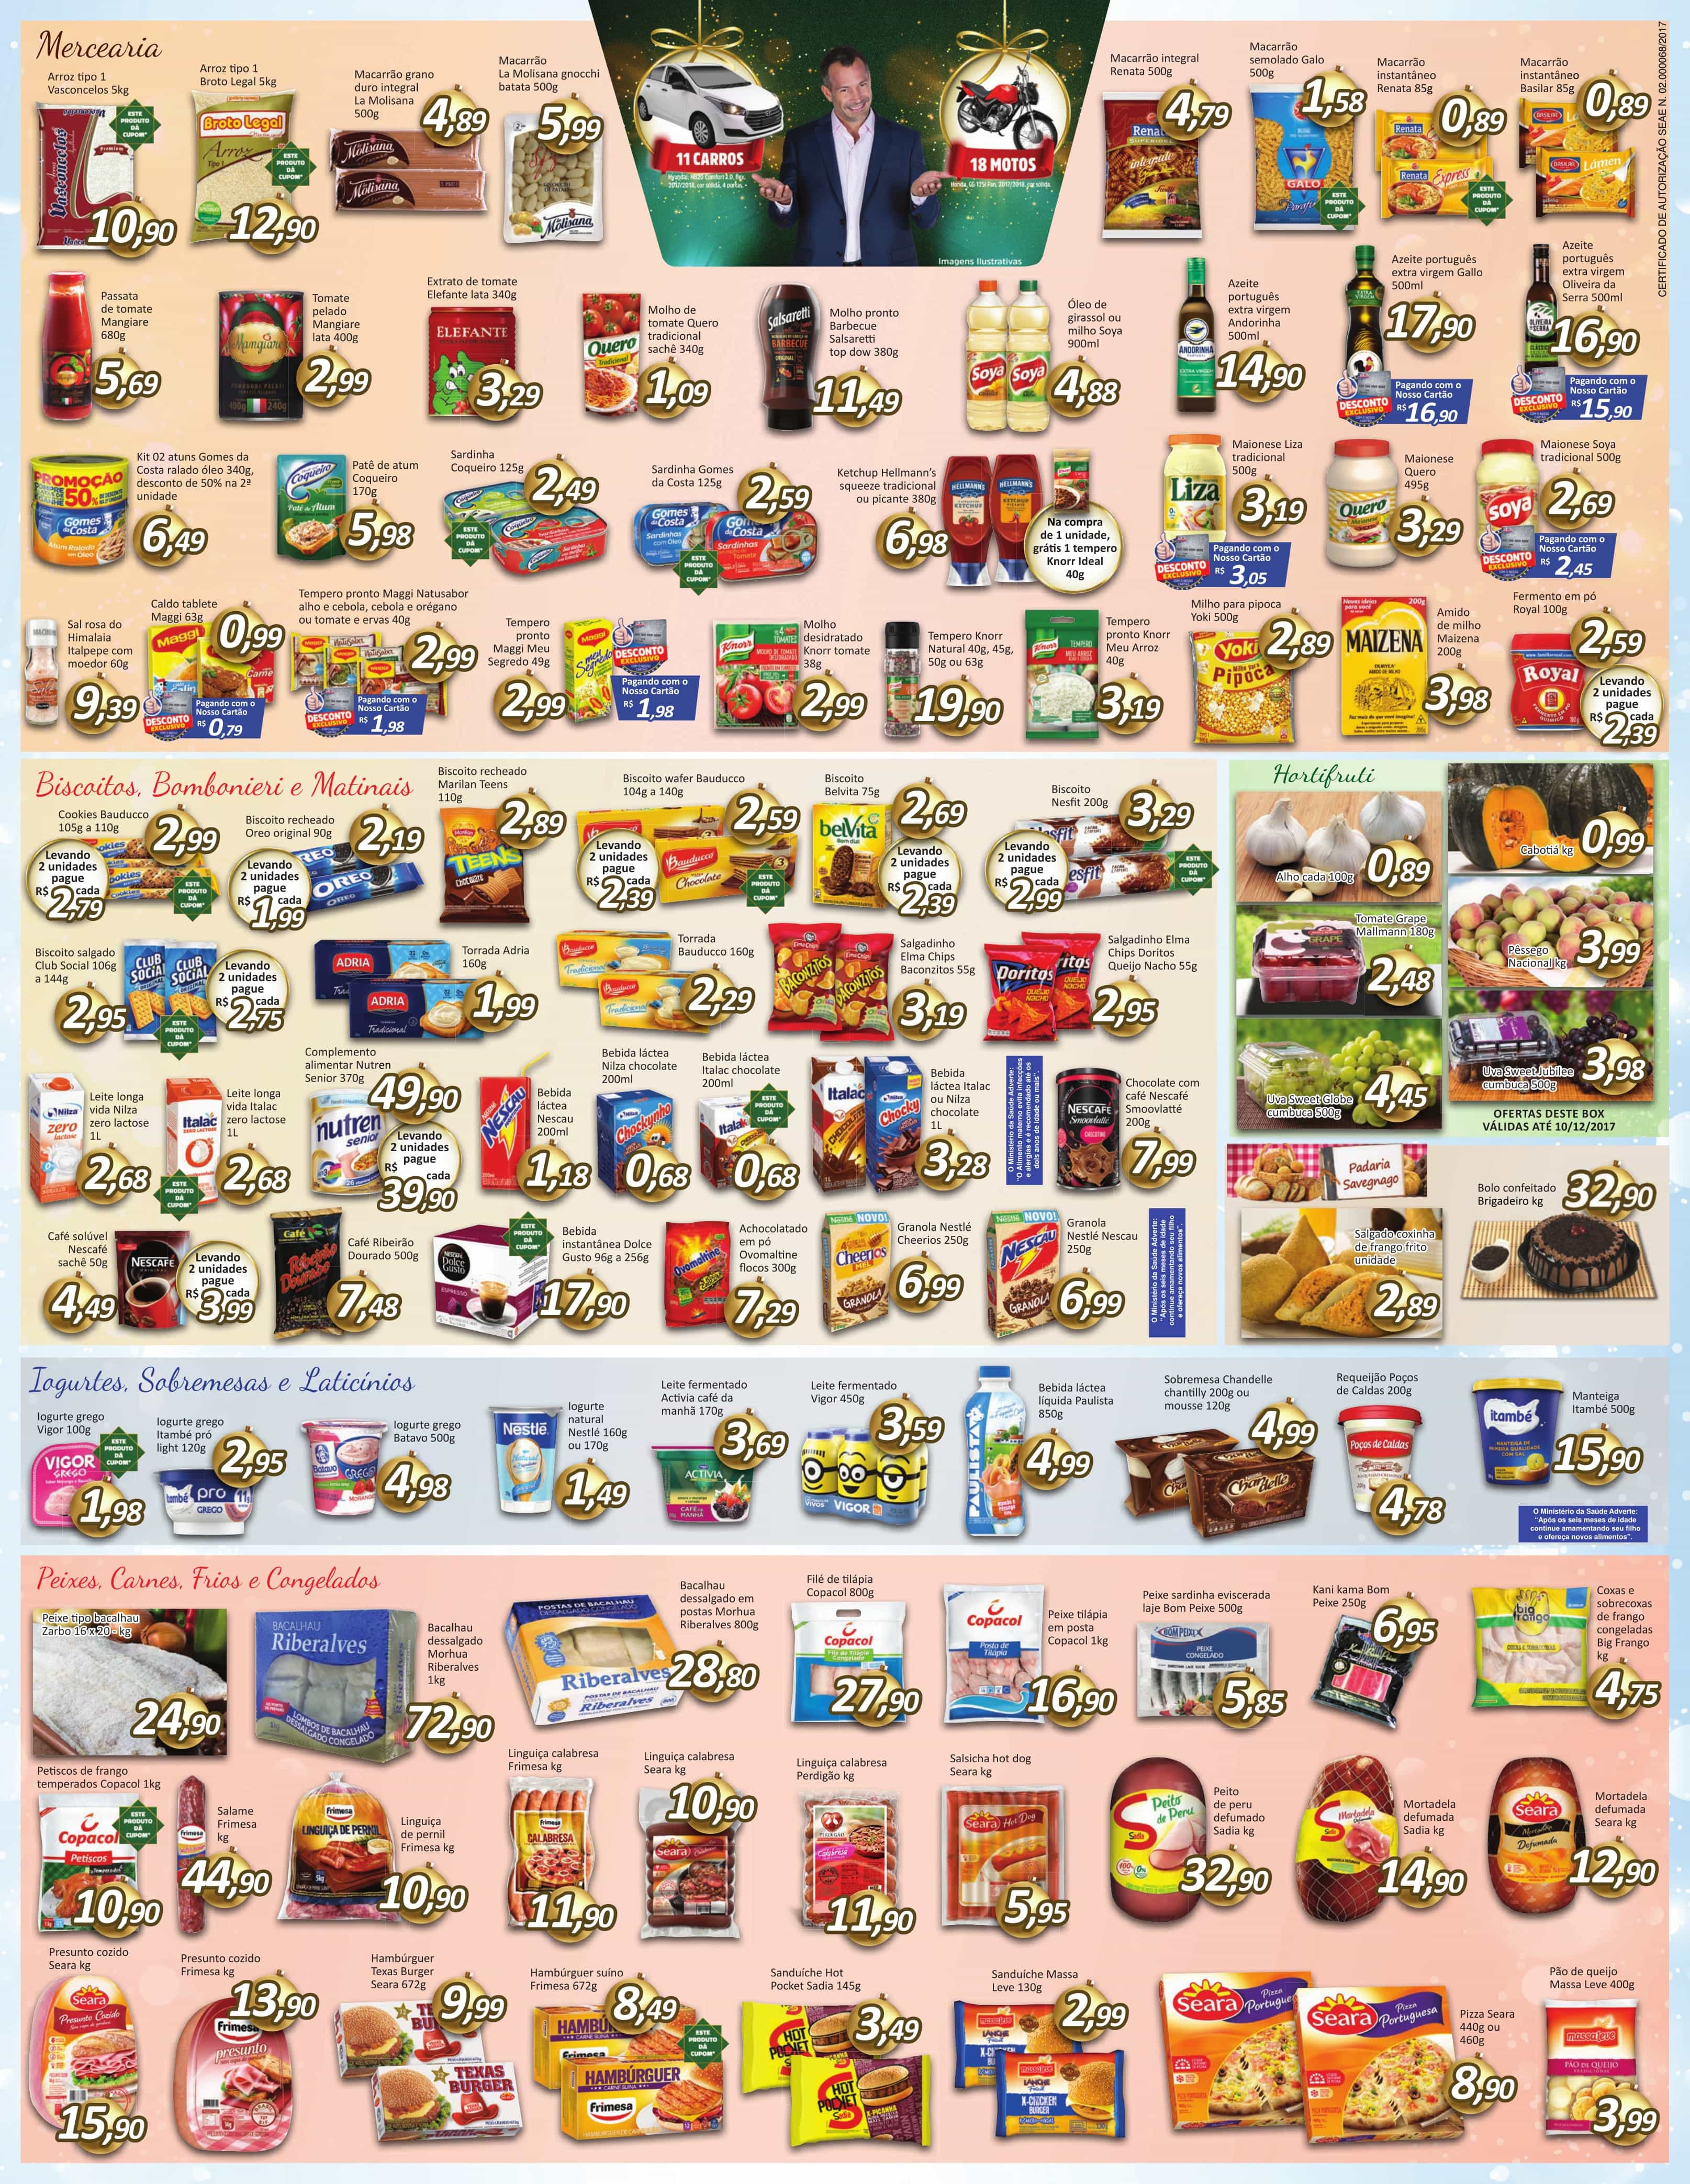 Mercearia
Arroz tipo 1
Vasconcelos 5kg
ESTE
PRODUTO
DÁ
CUPOM*
10,90
Arroz tipo 1
Broto Legal 5kg
Broto Legal
Arroz
ESTE
PRODUTO
DÁ
CUPOM*
12,90
Macarrão grano
duro integral
La Molisana
500g
4,89
Macarrão
La Molisana gnocchi
batata 500g
5,99
11 CARROS
18 MOTOS
Imagens Ilustrativas
Macarrão integral
Renata 500g
4,79
Macarrão
semolado Galo
500g
1,58
GALO
ESTE
PRODUTO
DÁ
CUPOM*
Macarrão
instantâneo
Renata 85g
0,89
ESTE
PRODUTO
DÁ
CUPOM*
Macarrão
instantâneo
Basilar 85g
0,89
CERTIFICADO DE AUTORIZAÇÃO SEAE N. 02.000068/2017
Passata
de tomate
Mangiare
680g
5,69
Tomate
pelado
Mangiare
lata 400g
2,99
Extrato de tomate
Elefante lata 340g
ELEFANTE
3,29
Molho de
tomate Quero
tradicional
sachê 340g
1,09
Molho pronto
Barbecue
Salsaretti
top dow 380g
11,49
Óleo de
girassol ou
milho Soya
900ml
4,88
Azeite
português
extra virgem
Andorinha
500ml
14,90
Azeite português
extra virgem Gallo
500ml
17,90
DESCONTO
EXCLUSIVO
Pagando com o
Nosso Cartão
R$ 16,90
Azeite
português
extra virgem
Oliveira da
Serra 500ml
16,90
DESCONTO
EXCLUSIVO
Pagando com o
Nosso Cartão
R$ 15,90
Kit 02 atuns Gomes da
Costa ralado óleo 340g,
desconto de 50% na 2ª
unidade
6,49
Patê de atum
Coqueiro
170g
5,98
Sardinha
Coqueiro 125g
2,49
ESTE
PRODUTO
DÁ
CUPOM*
Sardinha Gomes
da Costa 125g
2,59
ESTE
PRODUTO
DÁ
CUPOM*
Ketchup Hellmann's
squeeze tradicional
ou picante 380g
6,98
Na compra
de 1 unidade,
grátis 1 tempero
Knorr Ideal
40g
Maionese Liza
tradicional
500g
3,19
DESCONTO
EXCLUSIVO
Pagando com o
Nosso Cartão
R$ 3,05
Maionese
Quero
495g
3,29
Maionese Soya
tradicional 500g
2,69
DESCONTO
EXCLUSIVO
Pagando com o
Nosso Cartão
R$ 2,45
Sal rosa do
Himalaia
Italpepe com
moedor 60g
9,39
Caldo tablete
Maggi 63g
0,99
DESCONTO
EXCLUSIVO
Pagando com o
Nosso Cartão
R$ 0,79
Tempero pronto Maggi Natusabor
alho e cebola, cebola e orégano
ou tomate e ervas 40g
2,99
DESCONTO
EXCLUSIVO
Pagando com o
Nosso Cartão
R$ 1,98
Tempero
pronto
Maggi Meu
Segredo 49g
2,99
DESCONTO
EXCLUSIVO
Pagando com o
Nosso Cartão
R$ 1,98
Molho
desidratado
Knorr tomate
38g
2,99
Tempero Knorr
Natural 40g, 45g,
50g ou 63g
19,90
Tempero
pronto Knorr
Meu Arroz
40g
3,19
Milho para pipoca
Yoki 500g
2,89
Amido
de milho
Maizena
200g
MAIZENA
3,98
Fermento em pó
Royal 100g
2,59
Levando
2 unidades
pague
R$ cada
2,39
Biscoitos, Bombonieri e Matinais
Cookies Bauducco
105g a 110g
2,99
Levando
2 unidades
pague
R$ cada
2,79
ESTE
PRODUTO
DÁ
CUPOM*
Biscoito recheado
Oreo original 90g
2,19
Levando
2 unidades
pague
R$ cada
1,99
Biscoito recheado
Marilan Teens
110g
2,89
Biscoito wafer Bauducco
104g a 140g
2,59
Levando
2 unidades
pague
R$ cada
2,39
ESTE
PRODUTO
DÁ
CUPOM*
Biscoito
Belvita 75g
2,69
Levando
2 unidades
pague
R$ cada
2,39
Biscoito
Nesfit 200g
3,29
Levando
2 unidades
pague
R$ cada
2,99
ESTE
PRODUTO
DÁ
CUPOM*
Biscoito salgado
Club Social 106g
a 144g
2,95
Levando
2 unidades
pague
R$ cada
2,75
ESTE
PRODUTO
DÁ
CUPOM*
Torrada Adria
160g
1,99
Torrada
Bauducco 160g
2,29
Salgadinho
Elma Chips
Baconzitos 55g
3,19
Salgadinho Elma
Chips Doritos
Queijo Nacho 55g
2,95
Leite longa
vida Nilza
zero lactose
1L
2,68
Leite longa
vida Italac
zero lactose
1L
2,68
ESTE
PRODUTO
DÁ
CUPOM*
Complemento
alimentar Nutren
Senior 370g
49,90
Levando
2 unidades
pague
R$ cada
39,90
Bebida
láctea
Nescau
200ml
1,18
Bebida láctea
Nilza chocolate
200ml
0,68
Bebida láctea
Italac chocolate
200ml
ESTE
PRODUTO
DÁ
CUPOM*
0,68
Bebida
láctea Italac
ou Nilza
chocolate
1L
3,28
O Ministério da Saúde Adverte:
"O Alimento materno evita infecções
e alergias e é recomendado até os
dois anos de idade ou mais".
Chocolate com
café Nescafé
Smoovlatté
200g
7,99
Café solúvel
Nescafé
sachê 50g
4,49
Levando
2 unidades
pague
R$ cada
3,99
Café Ribeirão
Dourado 500g
7,48
ESTE
PRODUTO
DÁ
CUPOM*
Bebida
instantânea Dolce
Gusto 96g a 256g
17,90
Achocolatado
em pó
Ovomaltine
flocos 300g
7,29
Granola Nestlé
Cheerios 250g
6,99
Granola
Nestlé Nescau
250g
6,99
O Ministério da Saúde Adverte:
"Após os seis meses de idade
continue amamentando seu filho
e ofereça novos alimentos".
Hortifruti
Alho cada 100g
0,89
Cabotiá kg
0,99
Tomate Grape
Mallmann 180g
2,48
Pêssego
Nacional kg
3,99
Uva Sweet Globe
cumbuca 500g
4,45
Uva Sweet Jubilee
cumbuca 500g
3,98
OFERTAS DESTE BOX
VÁLIDAS ATÉ 10/12/2017
Padaria
Savegnago
Salgado coxinha
de frango frito
unidade
2,89
Bolo confeitado
Brigadeiro kg
32,90
Iogurtes, Sobremesas e Laticínios
Iogurte grego
Vigor 100g
ESTE
PRODUTO
DÁ
CUPOM*
1,98
Iogurte grego
Itambé pró
light 120g
2,95
Iogurte grego
Batavo 500g
4,98
Iogurte
natural
Nestlé 160g
ou 170g
1,49
Leite fermentado
Activia café da
manhã 170g
3,69
Leite fermentado
Vigor 450g
3,59
Bebida láctea
líquida Paulista
850g
4,99
Sobremesa Chandelle
chantilly 200g ou
mousse 120g
4,99
Requeijão Poços
de Caldas 200g
4,78
Manteiga
Itambé 500g
15,90
O Ministério da Saúde Adverte:
"Após os seis meses de idade
continue amamentando seu filho
e ofereça novos alimentos".
Peixes, Carnes, Frios e Congelados
Peixe tipo bacalhau
Zarbo 16 x 20 - kg
24,90
Bacalhau
dessalgado
Morhua
Riberalves
1kg
72,90
Bacalhau
dessalgado em
postas Morhua
Riberalves 800g
28,80
Filé de tilápia
Copacol 800g
27,90
Peixe tilápia
em posta
Copacol 1kg
16,90
Peixe sardinha eviscerada
laje Bom Peixe 500g
5,85
Kani kama Bom
Peixe 250g
6,95
Coxas e
sobrecoxas
de frango
congeladas
Big Frango
kg
4,75
Petiscos de frango
temperados Copacol 1kg
ESTE
PRODUTO
DÁ
CUPOM*
10,90
Salame
Frimesa
kg
44,90
Linguiça
de pernil
Frimesa kg
10,90
Linguiça calabresa
Frimesa kg
11,90
Linguiça calabresa
Seara kg
10,90
Linguiça calabresa
Perdigão kg
11,90
Salsicha hot dog
Seara kg
5,95
Peito
de peru
defumado
Sadia kg
32,90
Mortadela
defumada
Sadia kg
14,90
Mortadela
defumada
Seara kg
12,90
Presunto cozido
Seara kg
15,90
Presunto cozido
Frimesa kg
13,90
Hambúrguer
Texas Burger
Seara 672g
9,99
Hambúrguer suíno
Frimesa 672g
8,49
ESTE
PRODUTO
DÁ
CUPOM*
Sanduíche Hot
Pocket Sadia 145g
3,49
Sanduíche Massa
Leve 130g
2,99
Pizza Seara
440g ou
460g
8,90
Pão de queijo
Massa Leve 400g
3,99